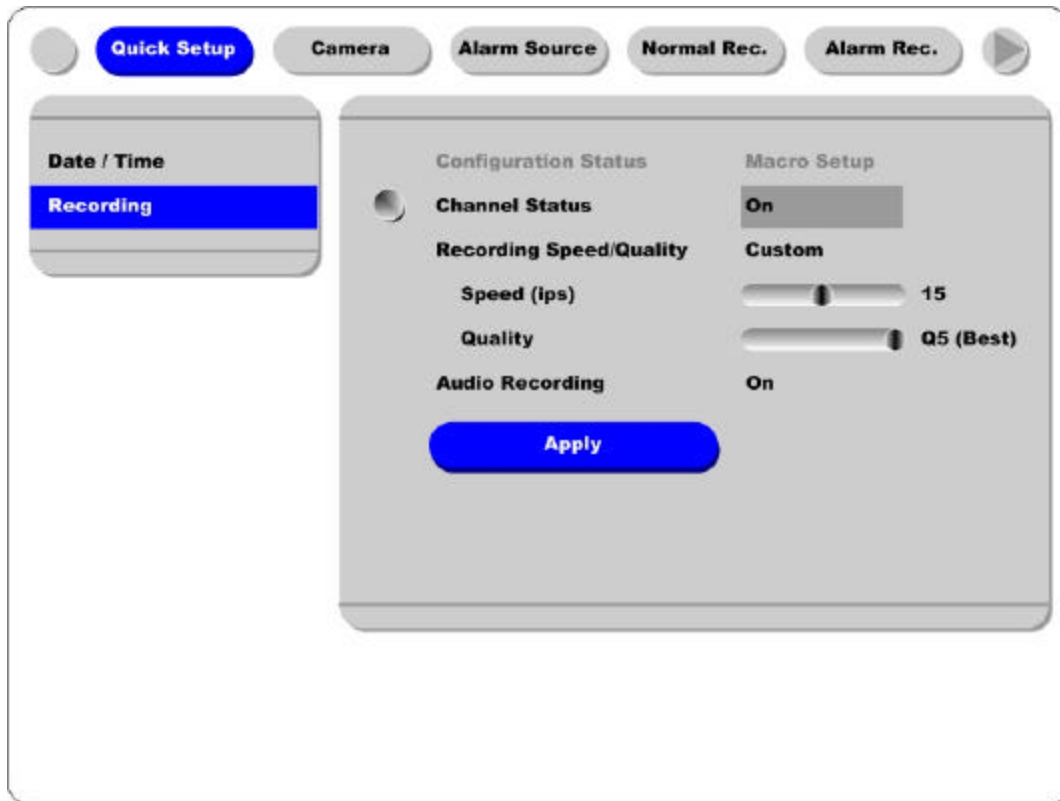 Quick Setup Camera Alarm Source Normal Rec. Alarm Rec.
Date / Time
Recording
Configuration Status Macro Setup
Channel Status On
Recording Speed/Quality Custom
Speed (ips) 15
Quality Q5 (Best)
Audio Recording On
Apply